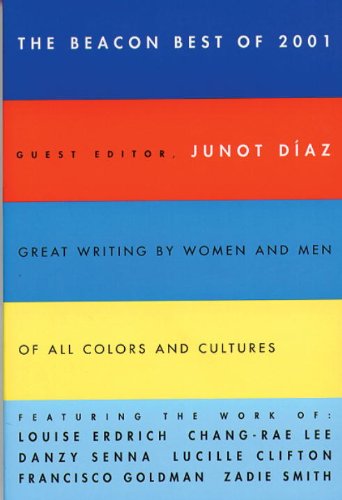 THE BEACON BEST OF 2001
GUEST EDITOR, JUNOT DÍAZ
GREAT WRITING BY WOMEN AND MEN
OF ALL COLORS AND CULTURES
FEATURING THE WORK OF:
LOUISE ERDRICH CHANG-RAE LEE
DANZY SENNA LUCILLE CLIFTON
FRANCISCO GOLDMAN ZADIE SMITH